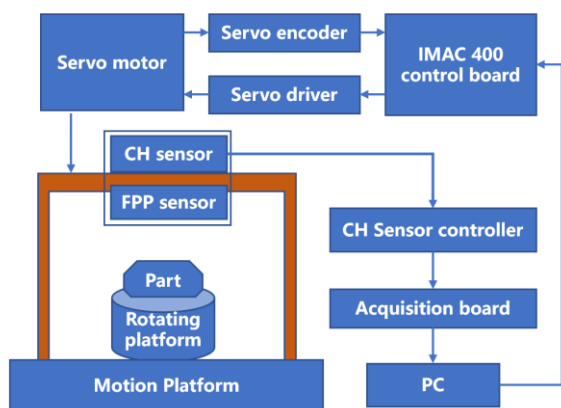 Servo motor
Servo encoder
Servo driver
IMAC 400
control board
CH sensor
FPP sensor
CH Sensor controller
Part
Rotating
platform
Acquisition board
Motion Platform
PC